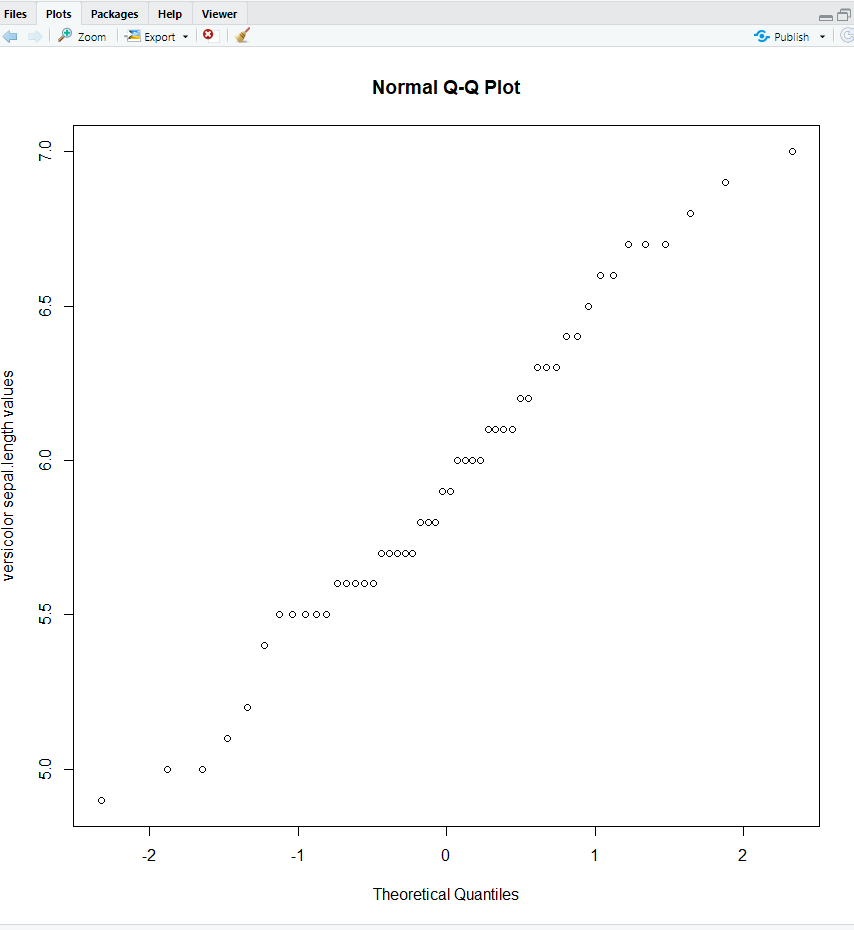 Files Plots Packages Help Viewer
Zoom Export Publish
Normal Q-Q Plot
7.0
6.5
6.0
5.5
5.0
versicolor sepal.length values
-2 -1 0 1 2
Theoretical Quantiles